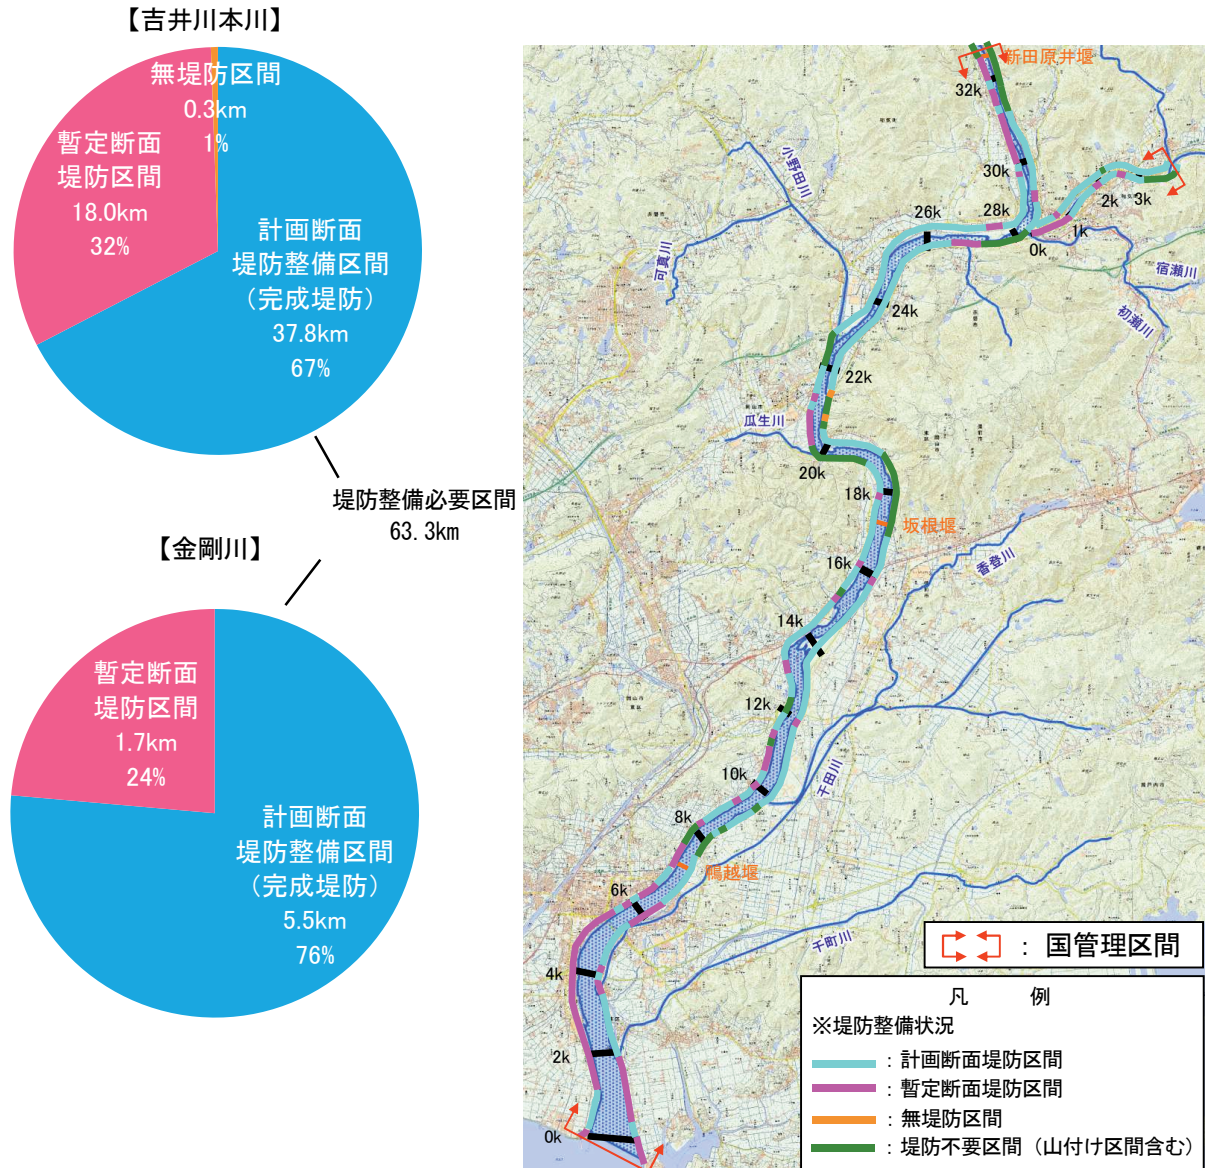 【吉井川本川】
無堤防区間
0.3km
1%
暫定断面
堤防区間
18.0km
32%
計画断面
堤防整備区間
（完成堤防）
37.8km
67%
堤防整備必要区間
63.3km
【金剛川】
暫定断面
堤防区間
1.7km
24%
計画断面
堤防整備区間
（完成堤防）
5.5km
76%
新田原井堰
32k
30k
28k
26k
24k
22k
20k
18k
16k
14k
12k
10k
8k
6k
4k
2k
0k
3k
2k
1k
0k
小野田川
可真川
宿瀬川
初瀬川
瓜生川
坂根堰
香登川
千田川
鴨越堰
千町川
：国管理区間
凡 例
※堤防整備状況
：計画断面堤防区間
：暫定断面堤防区間
：無堤防区間
：堤防不要区間（山付け区間含む）